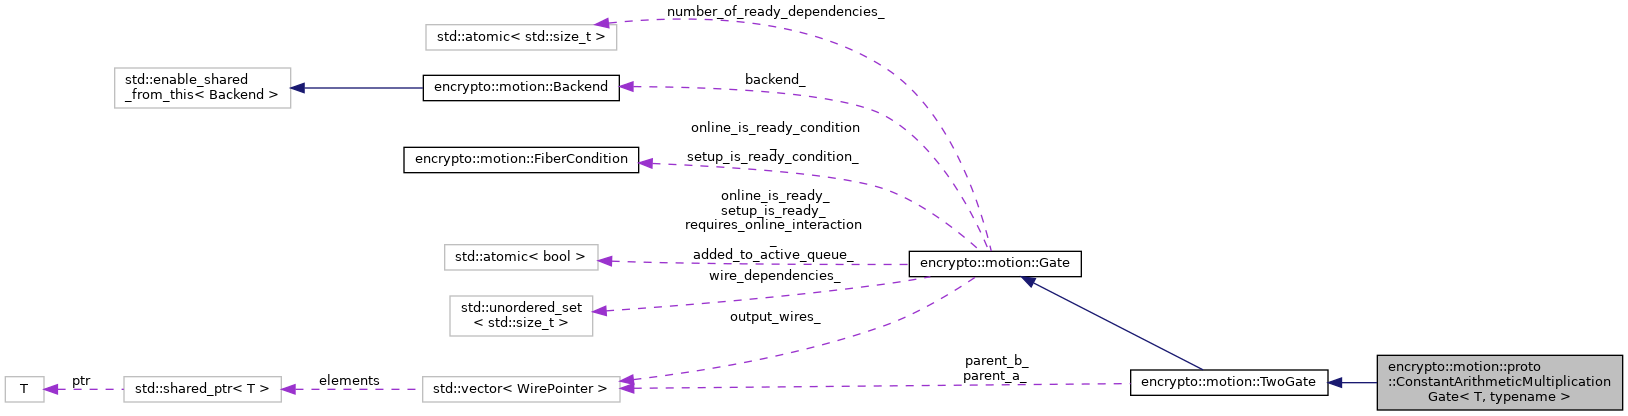 number_of_ready_dependencies_
std::atomic< std::size_t >
std::enable_shared
_from_this< Backend >
encrypto::motion::Backend
backend_
online_is_ready_condition
_
setup_is_ready_condition_
encrypto::motion::FiberCondition
online_is_ready_
setup_is_ready_
requires_online_interaction
_
added_to_active_queue_
std::atomic< bool >
encrypto::motion::Gate
wire_dependencies_
std::unordered_set
< std::size_t >
output_wires_
T
ptr
std::shared_ptr< T >
elements
std::vector< WirePointer >
parent_b_
parent_a_
encrypto::motion::TwoGate
encrypto::motion::proto
::ConstantArithmeticMultiplication
Gate< T, typename >